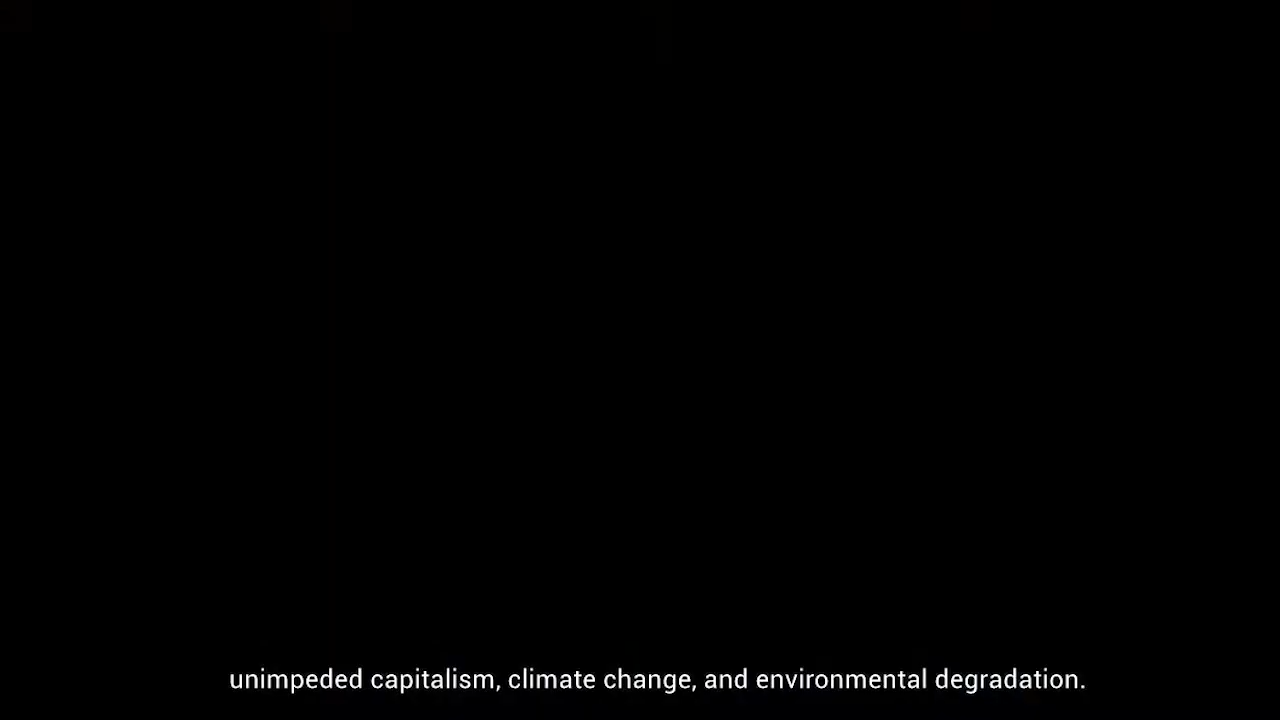 unimpeded capitalism, climate change, and environmental degradation.